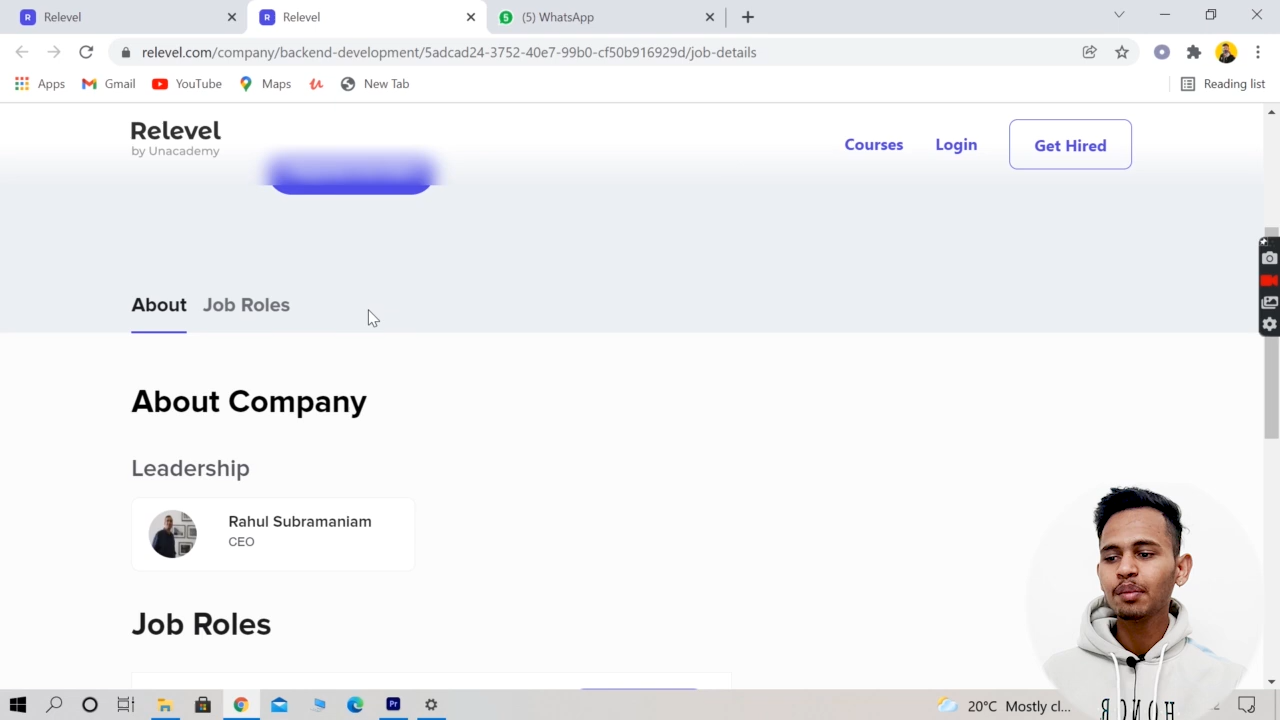 Relevel
Relevel
(5) WhatsApp
relevel.com/company/backend-development/5adcad24-3752-40e7-99b0-cf50b916929d/job-details
Apps
Gmail
YouTube
Maps
New Tab
Reading list
Relevel
by Unacademy
Courses
Login
Get Hired
About
Job Roles
About Company
Leadership
Rahul Subramaniam
CEO
Job Roles
20°C Mostly cl...